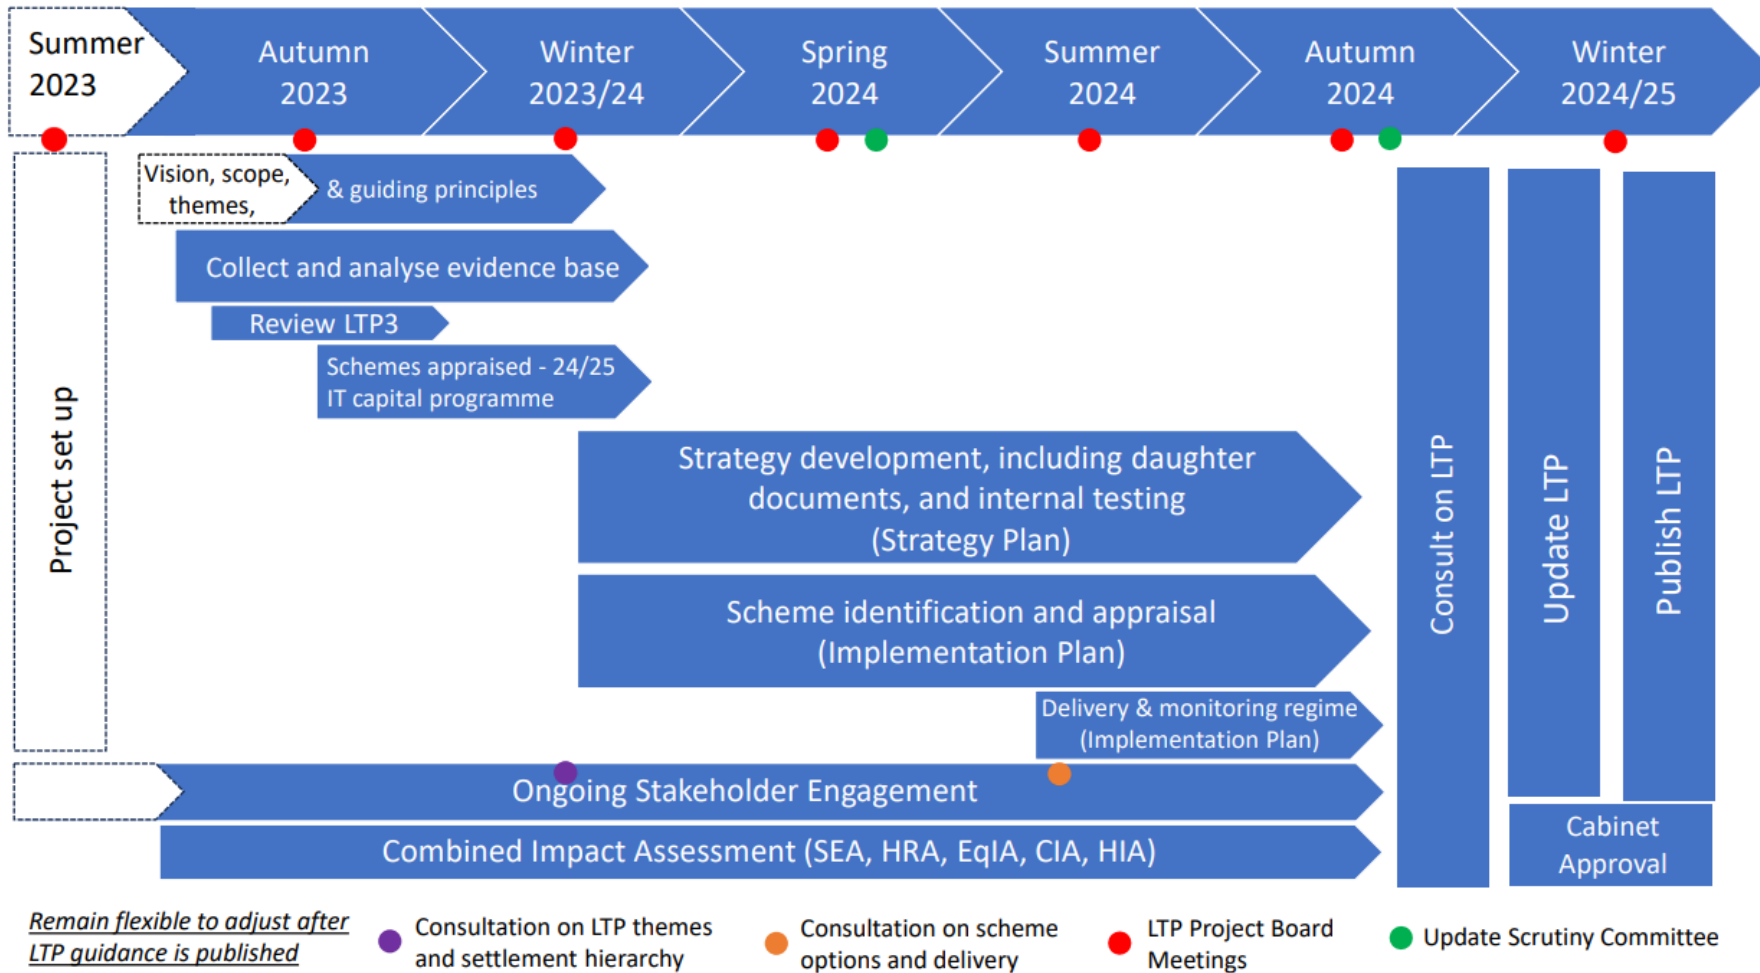 Summer
2023
Autumn
2023
Winter
2023/24
Spring
2024
Summer
2024
Autumn
2024
Winter
2024/25
Project set up
Vision, scope,
themes,
& guiding principles
Collect and analyse evidence base
Review LTP3
Schemes appraised - 24/25
IT capital programme
Strategy development, including daughter
documents, and internal testing
(Strategy Plan)
Scheme identification and appraisal
(Implementation Plan)
Delivery & monitoring regime
(Implementation Plan)
Ongoing Stakeholder Engagement
Combined Impact Assessment (SEA, HRA, EqIA, CIA, HIA)
Consult on LTP
Update LTP
Publish LTP
Cabinet
Approval
Remain flexible to adjust after
LTP guidance is published
Consultation on LTP themes
and settlement hierarchy
Consultation on scheme
options and delivery
LTP Project Board
Meetings
Update Scrutiny Committee